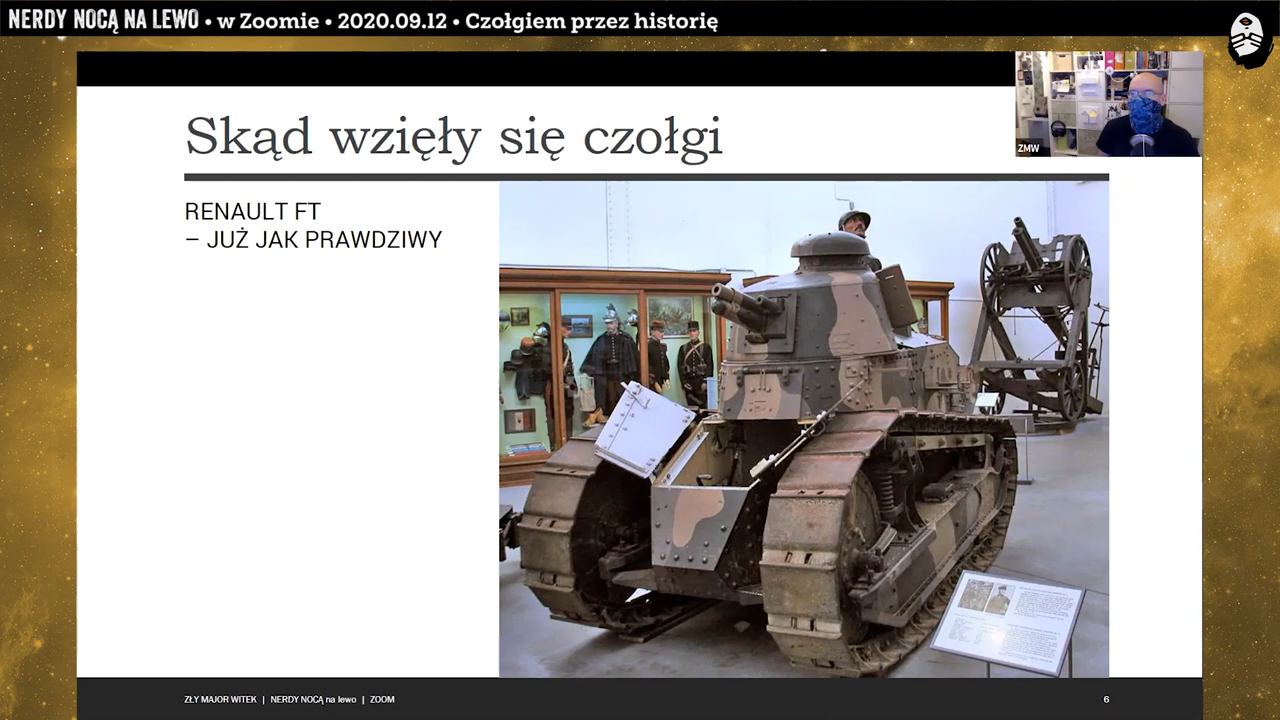 NERDY NOCĄ NA LEWO • w Zoomie • 2020.09.12 • Czołgiem przez historię
ZMW
Skąd wzięły się czołgi
RENAULT FT
– JUŻ JAK PRAWDZIWY
ZŁY MAJOR WITEK | NERDY NOCĄ na lewo | ZOOM
6